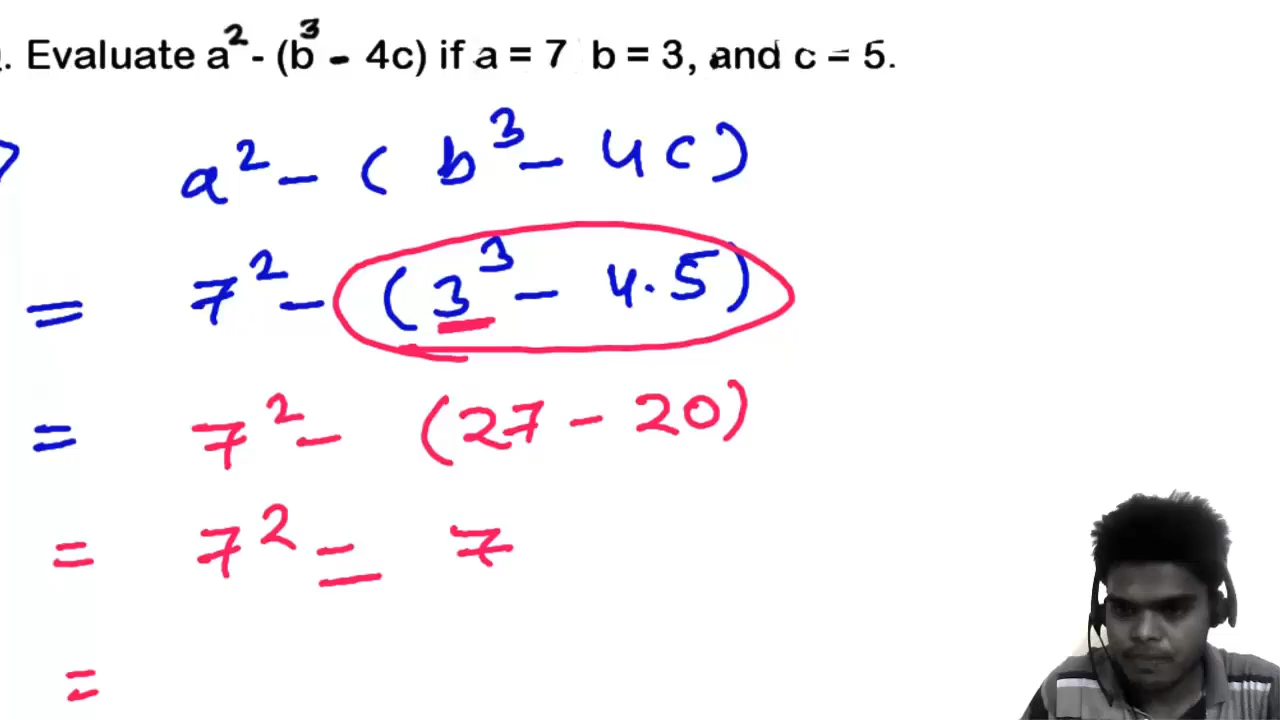 . Evaluate a² - (b³ - 4c) if a = 7 b = 3, and c = 5.
a² - ( b³ - 4c )
= 7² - ( 3³ - 4.5 )
= 7² - (27 - 20)
= 7² - 7
=